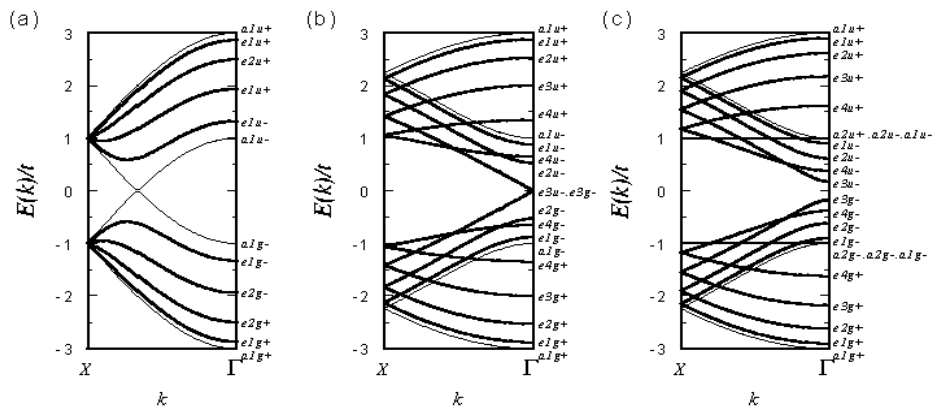 (a)
E(k)/t
3
2
1
0
-1
-2
-3
X
Γ
k
a1u+
e1u+
e2u+
e1u+
e1u-
a1u-
a1g-
e1g-
e2g-
e2g+
e1g+
a1g+
(b)
E(k)/t
3
2
1
0
-1
-2
-3
X
Γ
k
a1u+
e1u+
e2u+
e3u+
e4u+
a1u-
e1u-
e4u-
e2u-
e3u-.e3g-
e2g-
e4g-
e1g-
a1g-
e4g+
e3g+
e2g+
e1g+
a1g+
(c)
E(k)/t
3
2
1
0
-1
-2
-3
X
Γ
k
a1u+
e1u+
e2u+
e3u+
e4u+
a2u+.a2u-.a1u-
e1u-
e2u-
e4u-
e3u-
e3g-
e4g-
e2g-
e1g-
a2g-.a2g-.a1g-
e4g+
e3g+
e2g+
e1g+
a1g+